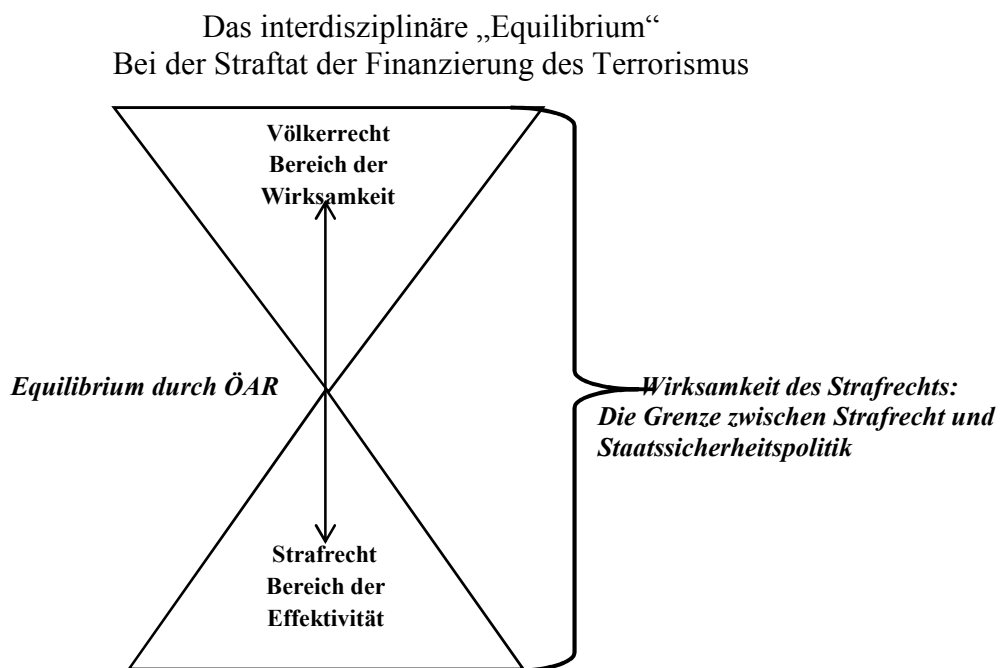 Das interdisziplinäre „Equilibrium“
Bei der Straftat der Finanzierung des Terrorismus
Völkerrecht
Bereich der
Wirksamkeit
Equilibrium durch ÖAR
Wirksamkeit des Strafrechts:
Die Grenze zwischen Strafrecht und
Staatssicherheitspolitik
Strafrecht
Bereich der
Effektivität